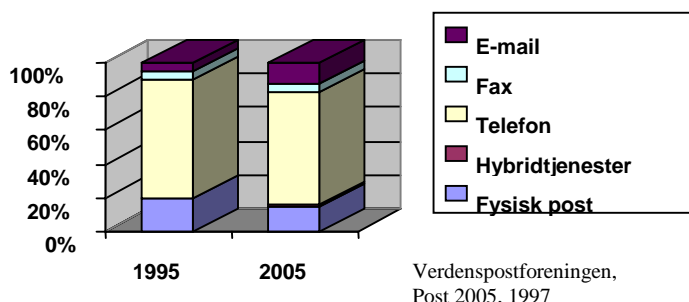 100%
80%
60%
40%
20%
0%
1995
2005
E-mail
Fax
Telefon
Hybridtjenester
Fysisk post
Verdenspostforeningen,
Post 2005, 1997